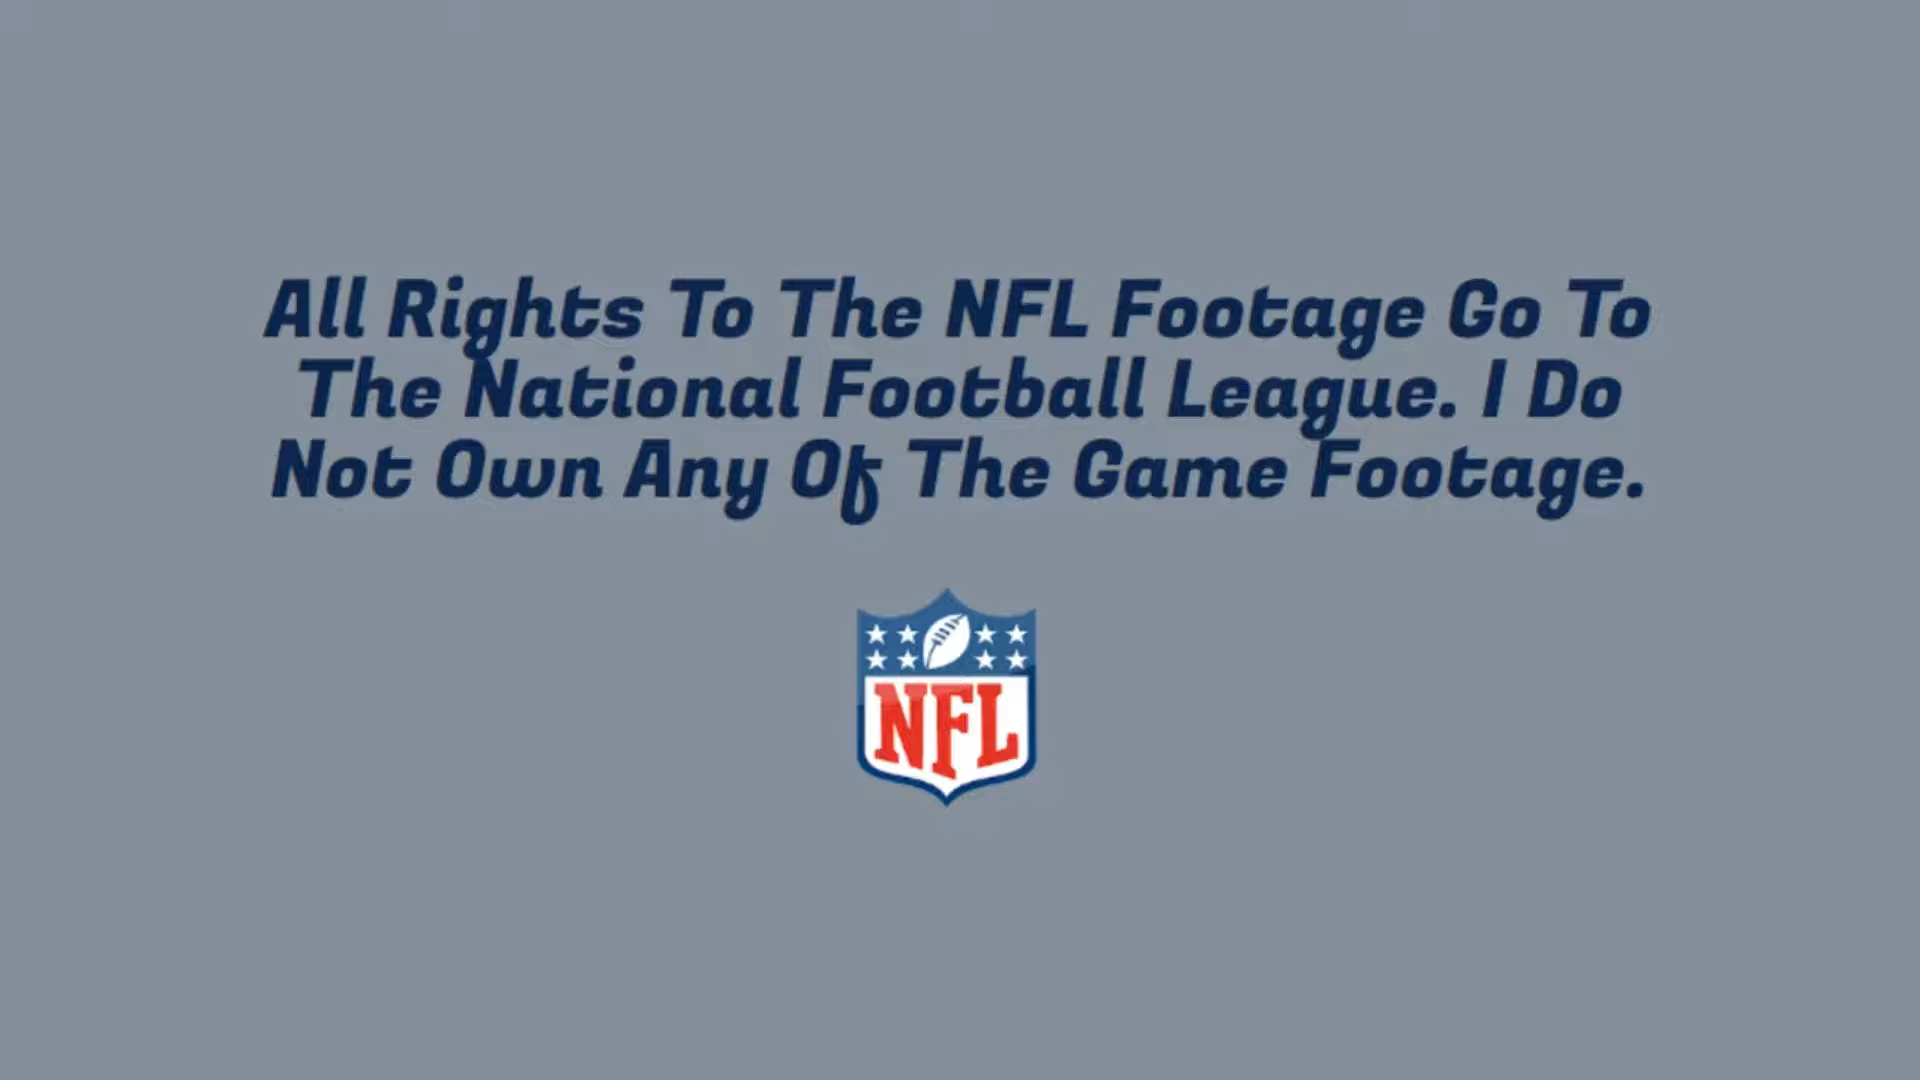 All Rights To The NFL Footage Go To
The National Football League. I Do
Not Own Any Of The Game Footage.
NFL